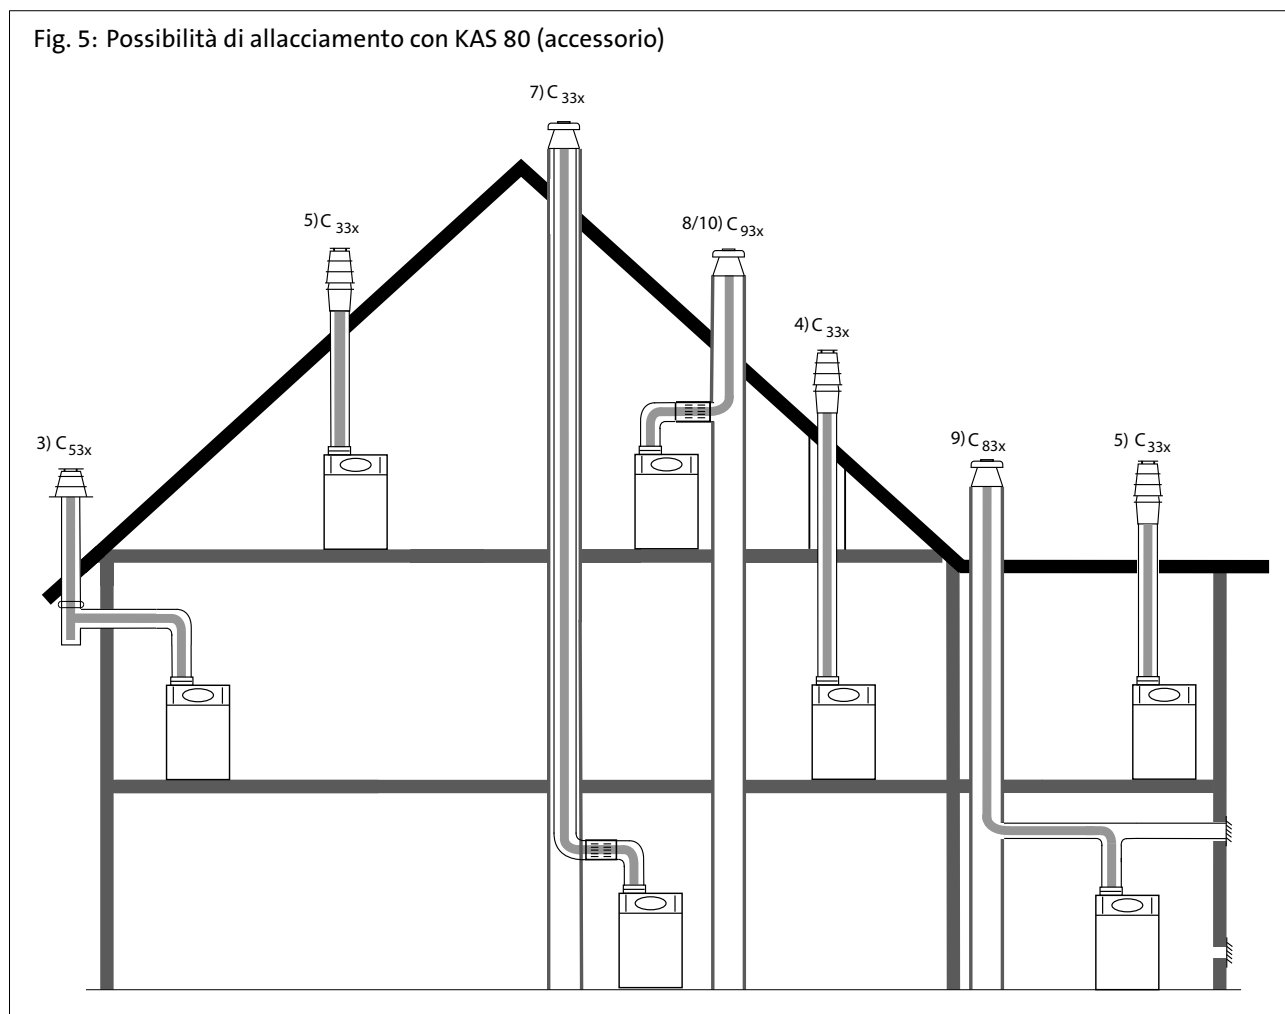 Fig. 5: Possibilità di allacciamento con KAS 80 (accessorio)
7) C 33x
5) C 33x
8/10) C 93x
4) C 33x
3) C 53x
9) C 83x
5) C 33x